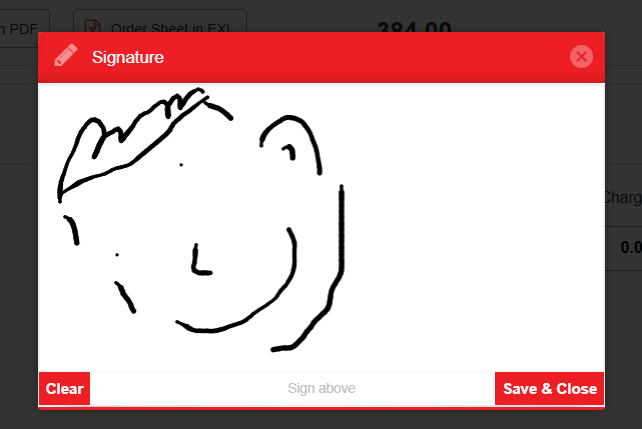 n PDF
Order Sheet in EXL
384.00
Signature
Charg
0.0
Clear
Sign above
Save & Close